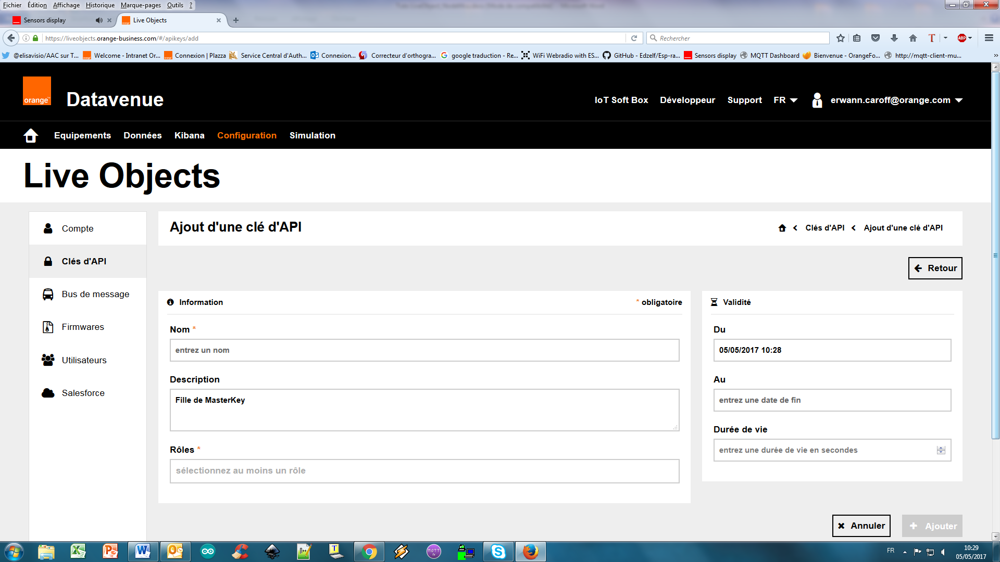 Fichier Édition Affichage Historique Marque-pages Outils ?
Sensors display
Live Objects
https://liveobjects.orange-business.com/#/apikeys/add
Rechercher
@elisavisio/AAC sur T... Welcome - Intranet Or... Connexion | Plazza Service Central d'Auth... Connexion... Correcteur d'orthogra... google traduction - Re... WiFi Webradio with ES... GitHub - Edzelf/Esp-ra... Sensors display MQTT Dashboard Bienvenue - OrangeFo... http://mqtt-client-mu... »
orange™
Datavenue
IoT Soft Box Développeur Support FR erwann.caroff@orange.com
Equipements Données Kibana Configuration Simulation
Live Objects
Compte
Clés d'API
Bus de message
Firmwares
Utilisateurs
Salesforce
Ajout d'une clé d'API
Clés d'API Ajout d'une clé d'API
Retour
Information
* obligatoire
Nom *
entrez un nom
Description
Fille de MasterKey
Rôles *
sélectionnez au moins un rôle
Validité
Du
05/05/2017 10:28
Au
entrez une date de fin
Durée de vie
entrez une durée de vie en secondes
Annuler
Ajouter
FR
10:29
05/05/2017